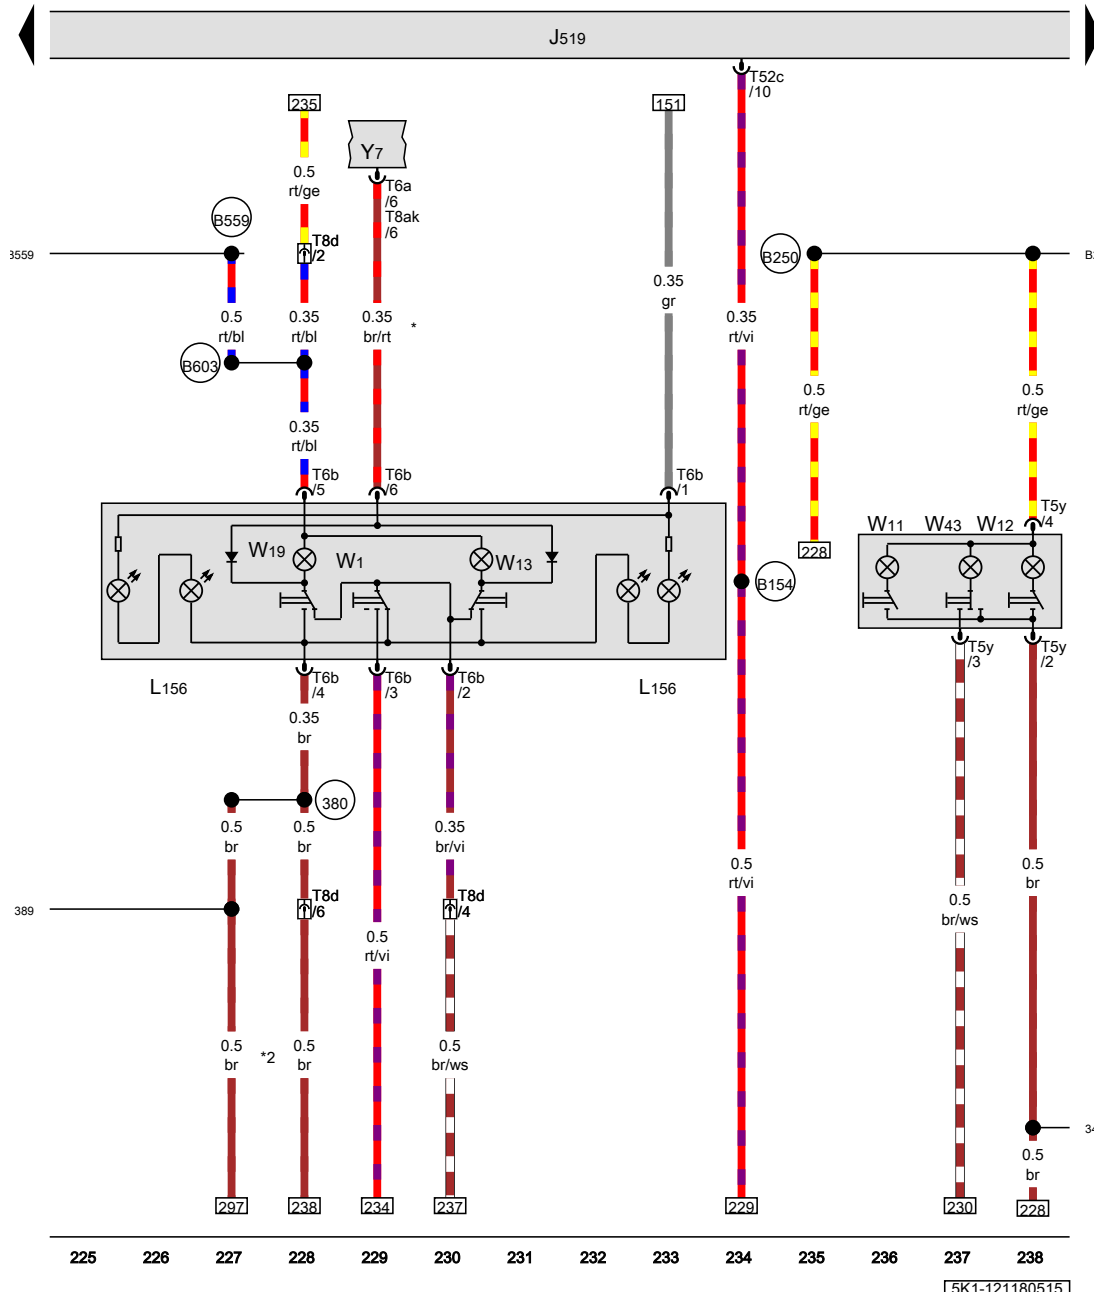 J519
T52c
/10
235
151
Y7
0.5
rt/ge
T6a
/6
T8ak
/6
B559
3559
T8d
/2
B250
0.35
gr
0.5
rt/bl
0.35
rt/bl
0.35
br/rt
*
0.35
rt/vi
B603
0.5
rt/ge
0.5
rt/ge
0.35
rt/bl
T6b
/5
T6b
/6
T6b
/1
T5y
/4
W11
W43
W12
W19
W1
W13
228
B154
T5y
/3
T5y
/2
L156
T6b
/4
T6b
/3
T6b
/2
L156
0.35
br
380
0.5
br
0.5
br
0.35
br/vi
0.5
rt/vi
0.5
br
T8d
/6
T8d
/4
389
0.5
br/ws
0.5
rt/vi
0.5
br
*2
0.5
br
0.5
br/ws
34
0.5
br
297
238
234
237
229
230
228
225
226
227
228
229
230
231
232
233
234
235
236
237
238
5K1-121180515